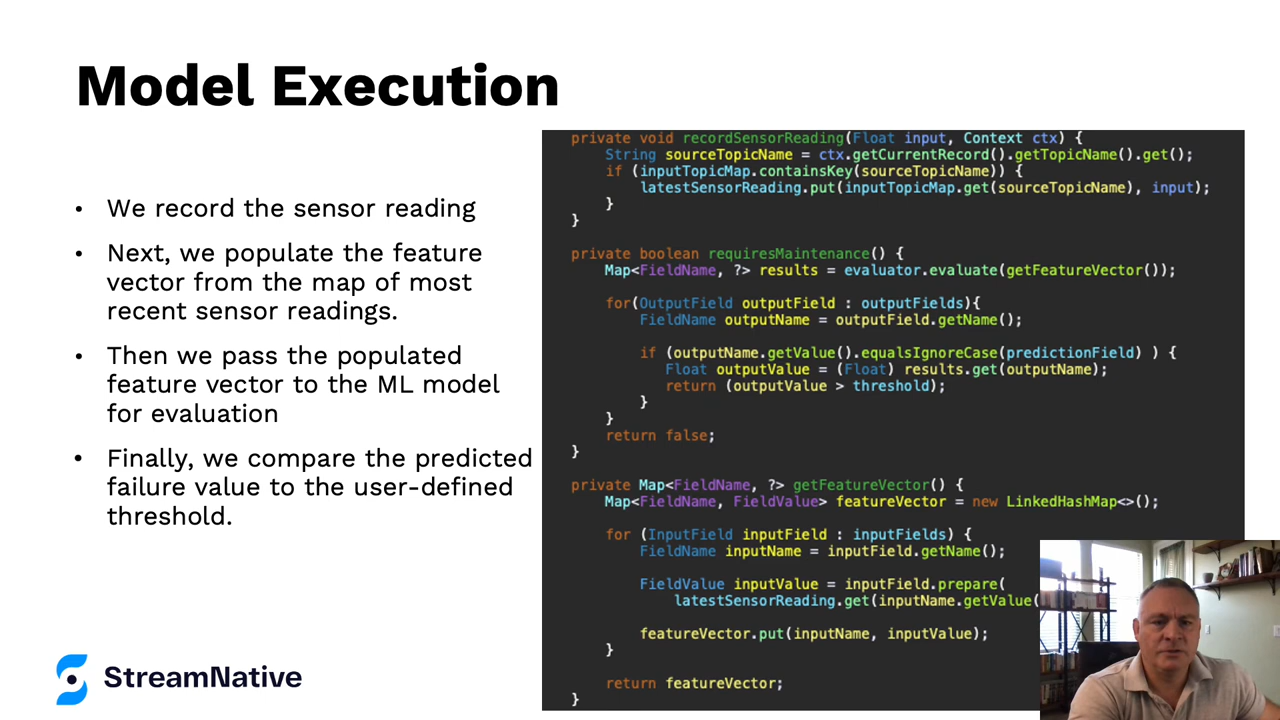 Model Execution
• We record the sensor reading
• Next, we populate the feature
vector from the map of most
recent sensor readings.
• Then we pass the populated
feature vector to the ML model
for evaluation
• Finally, we compare the predicted
failure value to the user-defined
threshold.
private void recordSensorReading(Float input, Context ctx) {
String sourceTopicName = ctx.getCurrentRecord().getTopicName().get();
if (inputTopicMap.containsKey(sourceTopicName)) {
latestSensorReading.put(inputTopicMap.get(sourceTopicName), input);
}
}
private boolean requiresMaintenance() {
Map<FieldName, ?> results = evaluator.evaluate(getFeatureVector());
for(OutputField outputField : outputFields){
FieldName outputName = outputField.getName();
if (outputName.getValue().equalsIgnoreCase(predictionField) ) {
Float outputValue = (Float) results.get(outputName);
return (outputValue > threshold);
}
}
return false;
}
private Map<FieldName, ?> getFeatureVector() {
Map<FieldName, FieldValue> featureVector = new LinkedHashMap<>();
for (InputField inputField : inputFields) {
FieldName inputName = inputField.getName();
FieldValue inputValue = inputField.prepare(
latestSensorReading.get(inputName.getValue(
featureVector.put(inputName, inputValue);
}
return featureVector;
}
StreamNative